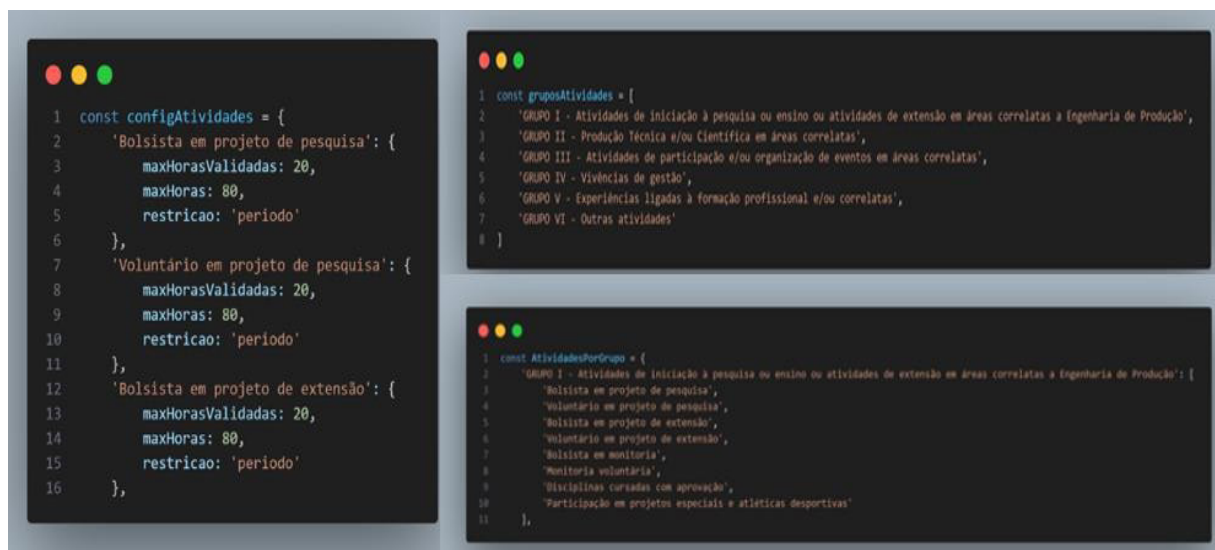 1 const configAtividades = {
2 'Bolsista em projeto de pesquisa': {
3 maxHorasValidadas: 20,
4 maxHoras: 80,
5 restricao: 'periodo'
6 },
7 'Voluntário em projeto de pesquisa': {
8 maxHorasValidadas: 20,
9 maxHoras: 80,
10 restricao: 'periodo'
11 },
12 'Bolsista em projeto de extensão': {
13 maxHorasValidadas: 20,
14 maxHoras: 80,
15 restricao: 'periodo'
16 },
1 const gruposAtividades = [
2 'GRUPO I - Atividades de iniciação à pesquisa ou ensino ou atividades de extensão em áreas correlatas a Engenharia de Produção',
3 'GRUPO II - Produção Técnica e/ou Científica em áreas correlatas',
4 'GRUPO III - Atividades de participação e/ou organização de eventos em áreas correlatas',
5 'GRUPO IV - Vivências de gestão',
6 'GRUPO V - Experiências ligadas à formação profissional e/ou correlatas',
7 'GRUPO VI - Outras atividades'
8 ]
1 const AtividadesPorGrupo = {
2 'GRUPO I - Atividades de iniciação à pesquisa ou ensino ou atividades de extensão em áreas correlatas a Engenharia de Produção': [
3 'Bolsista em projeto de pesquisa',
4 'Voluntário em projeto de pesquisa',
5 'Bolsista em projeto de extensão',
6 'Voluntário em projeto de extensão',
7 'Bolsista em monitoria',
8 'Monitoria voluntária',
9 'Disciplinas cursadas com aprovação',
10 'Participação em projetos especiais e atléticas desportivas'
11 ],